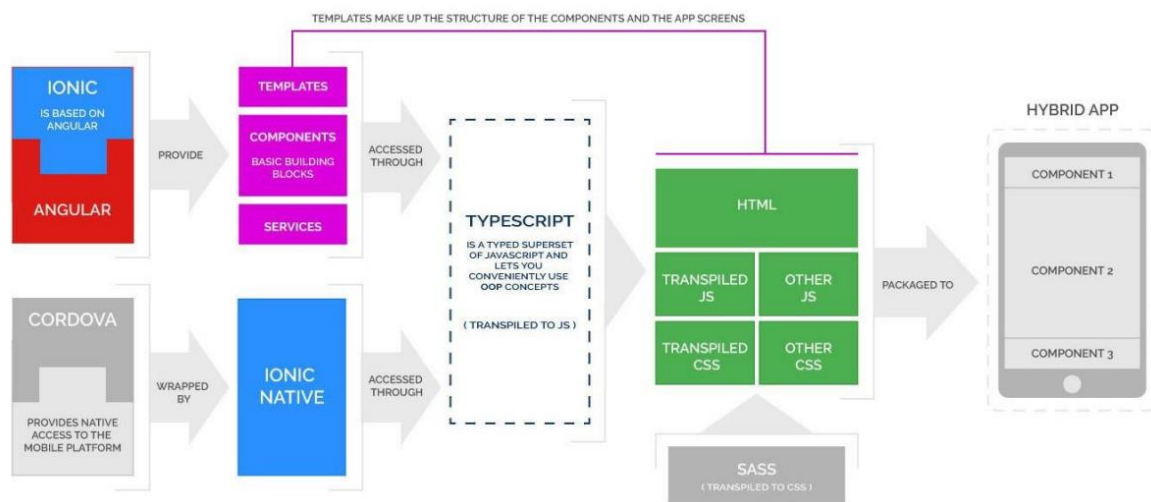 TEMPLATES MAKE UP THE STRUCTURE OF THE COMPONENTS AND THE APP SCREENS
IONIC
IS BASED ON
ANGULAR
ANGULAR
PROVIDE
TEMPLATES
COMPONENTS
BASIC BUILDING
BLOCKS
SERVICES
ACCESSED
THROUGH
CORDOVA
PROVIDES NATIVE
ACCESS TO THE
MOBILE PLATFORM
WRAPPED
BY
IONIC
NATIVE
ACCESSED
THROUGH
TYPESCRIPT
IS A TYPED SUPERSET
OF JAVASCRIPT AND
LETS YOU
CONVENIENTLY USE
OOP CONCEPTS
( TRANSPILED TO JS )
HTML
TRANSPILED
JS
OTHER
JS
TRANSPILED
CSS
OTHER
CSS
SASS
( TRANSPILED TO CSS )
PACKAGED TO
HYBRID APP
COMPONENT 1
COMPONENT 2
COMPONENT 3